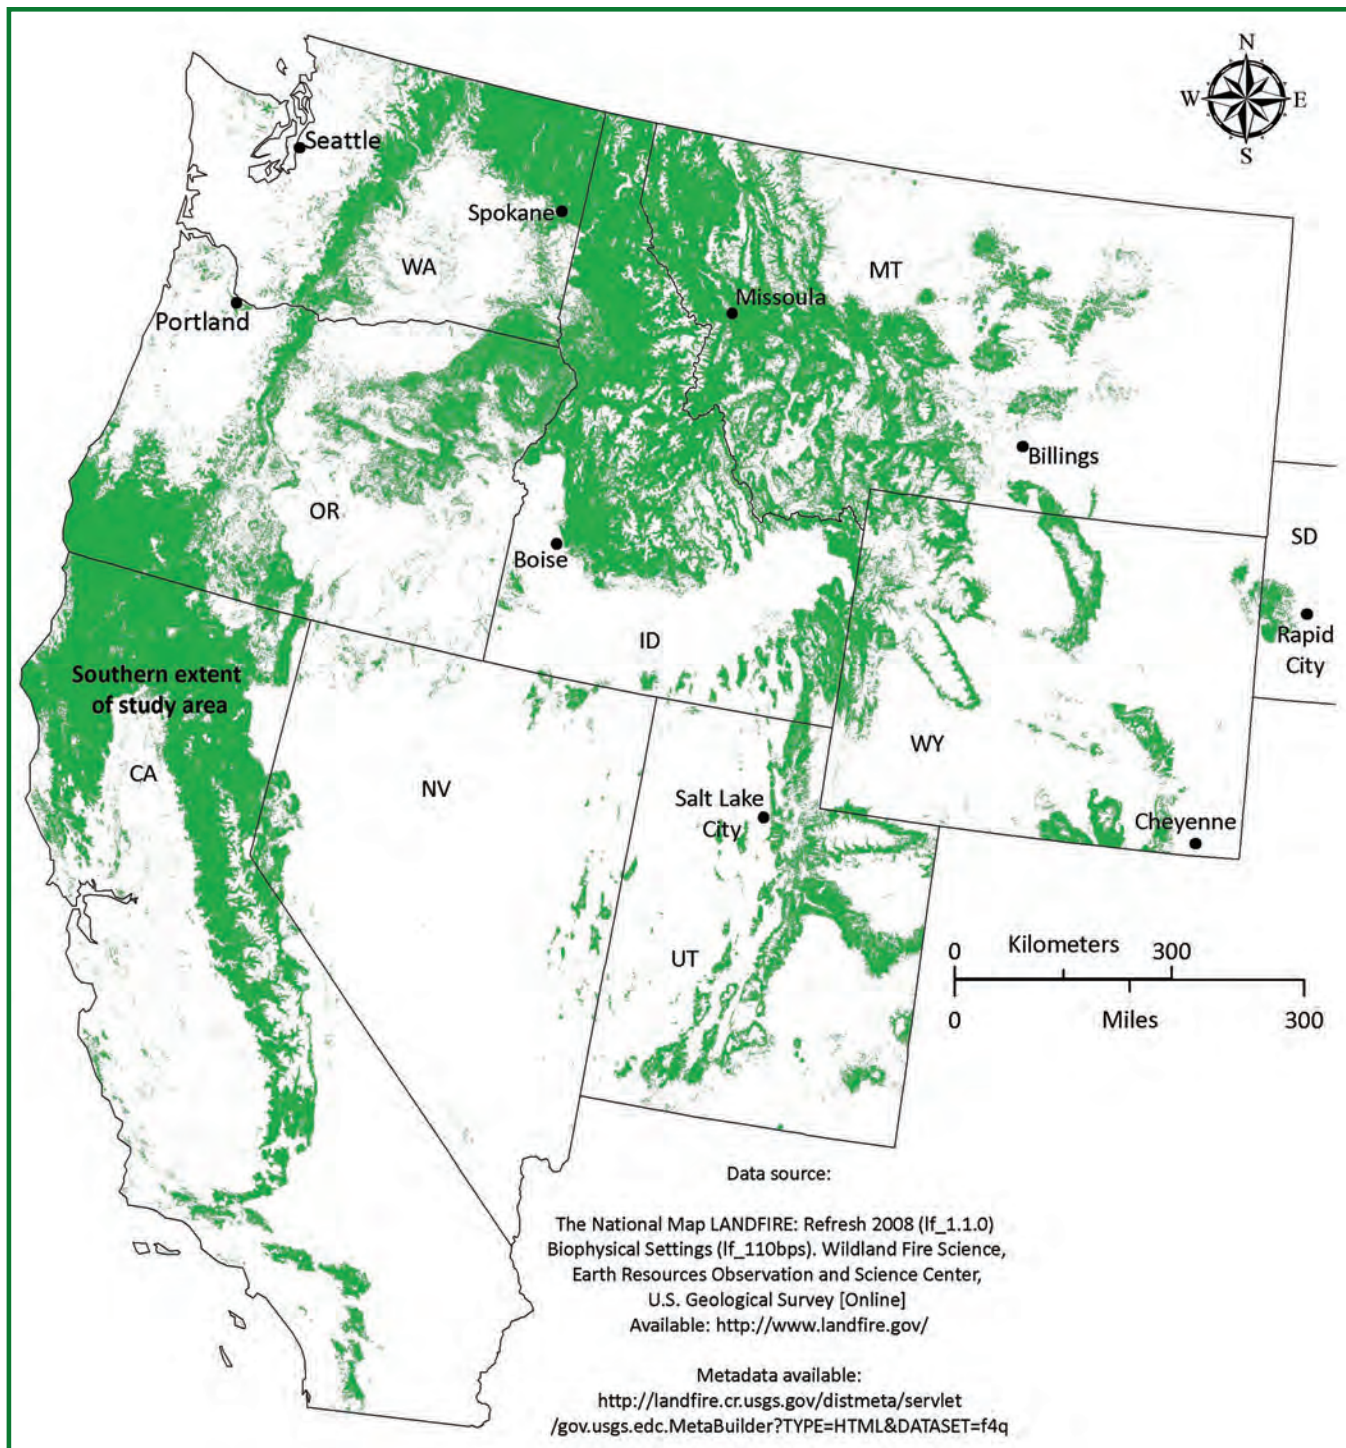 N
W
E
S
Seattle
Spokane
WA
MT
Missoula
Portland
Billings
OR
SD
Boise
Rapid
City
ID
Southern extent
of study area
WY
CA
NV
Salt Lake
City
Cheyenne
UT
0
Kilometers
300
0
Miles
300
Data source:
The National Map LANDFIRE: Refresh 2008 (lf_1.1.0)
Biophysical Settings (lf_110bps). Wildland Fire Science,
Earth Resources Observation and Science Center,
U.S. Geological Survey [Online]
Available: http://www.landfire.gov/
Metadata available:
http://landfire.cr.usgs.gov/distmeta/servlet
/gov.usgs.edc.MetaBuilder?TYPE=HTML&DATASET=f4q